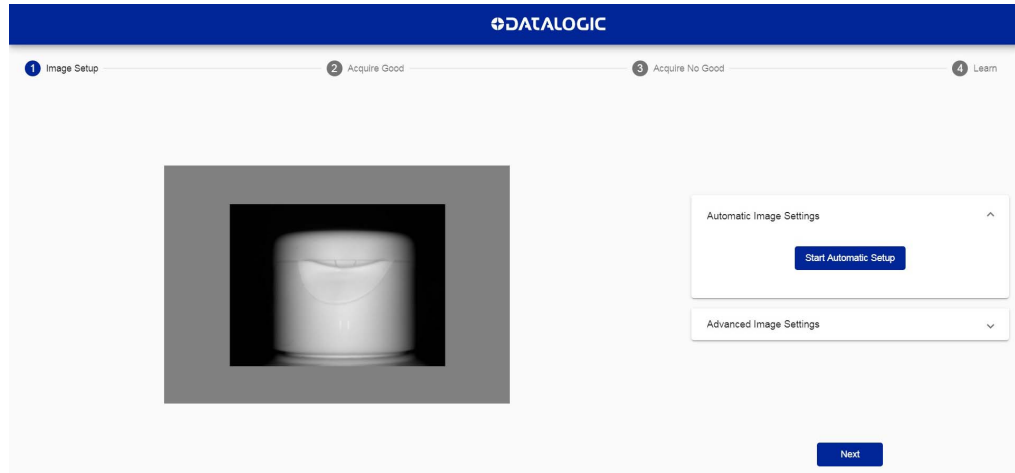 DATALOGIC
1 Image Setup
2 Acquire Good
3 Acquire No Good
4 Learn
Automatic Image Settings
Start Automatic Setup
Advanced Image Settings
Next